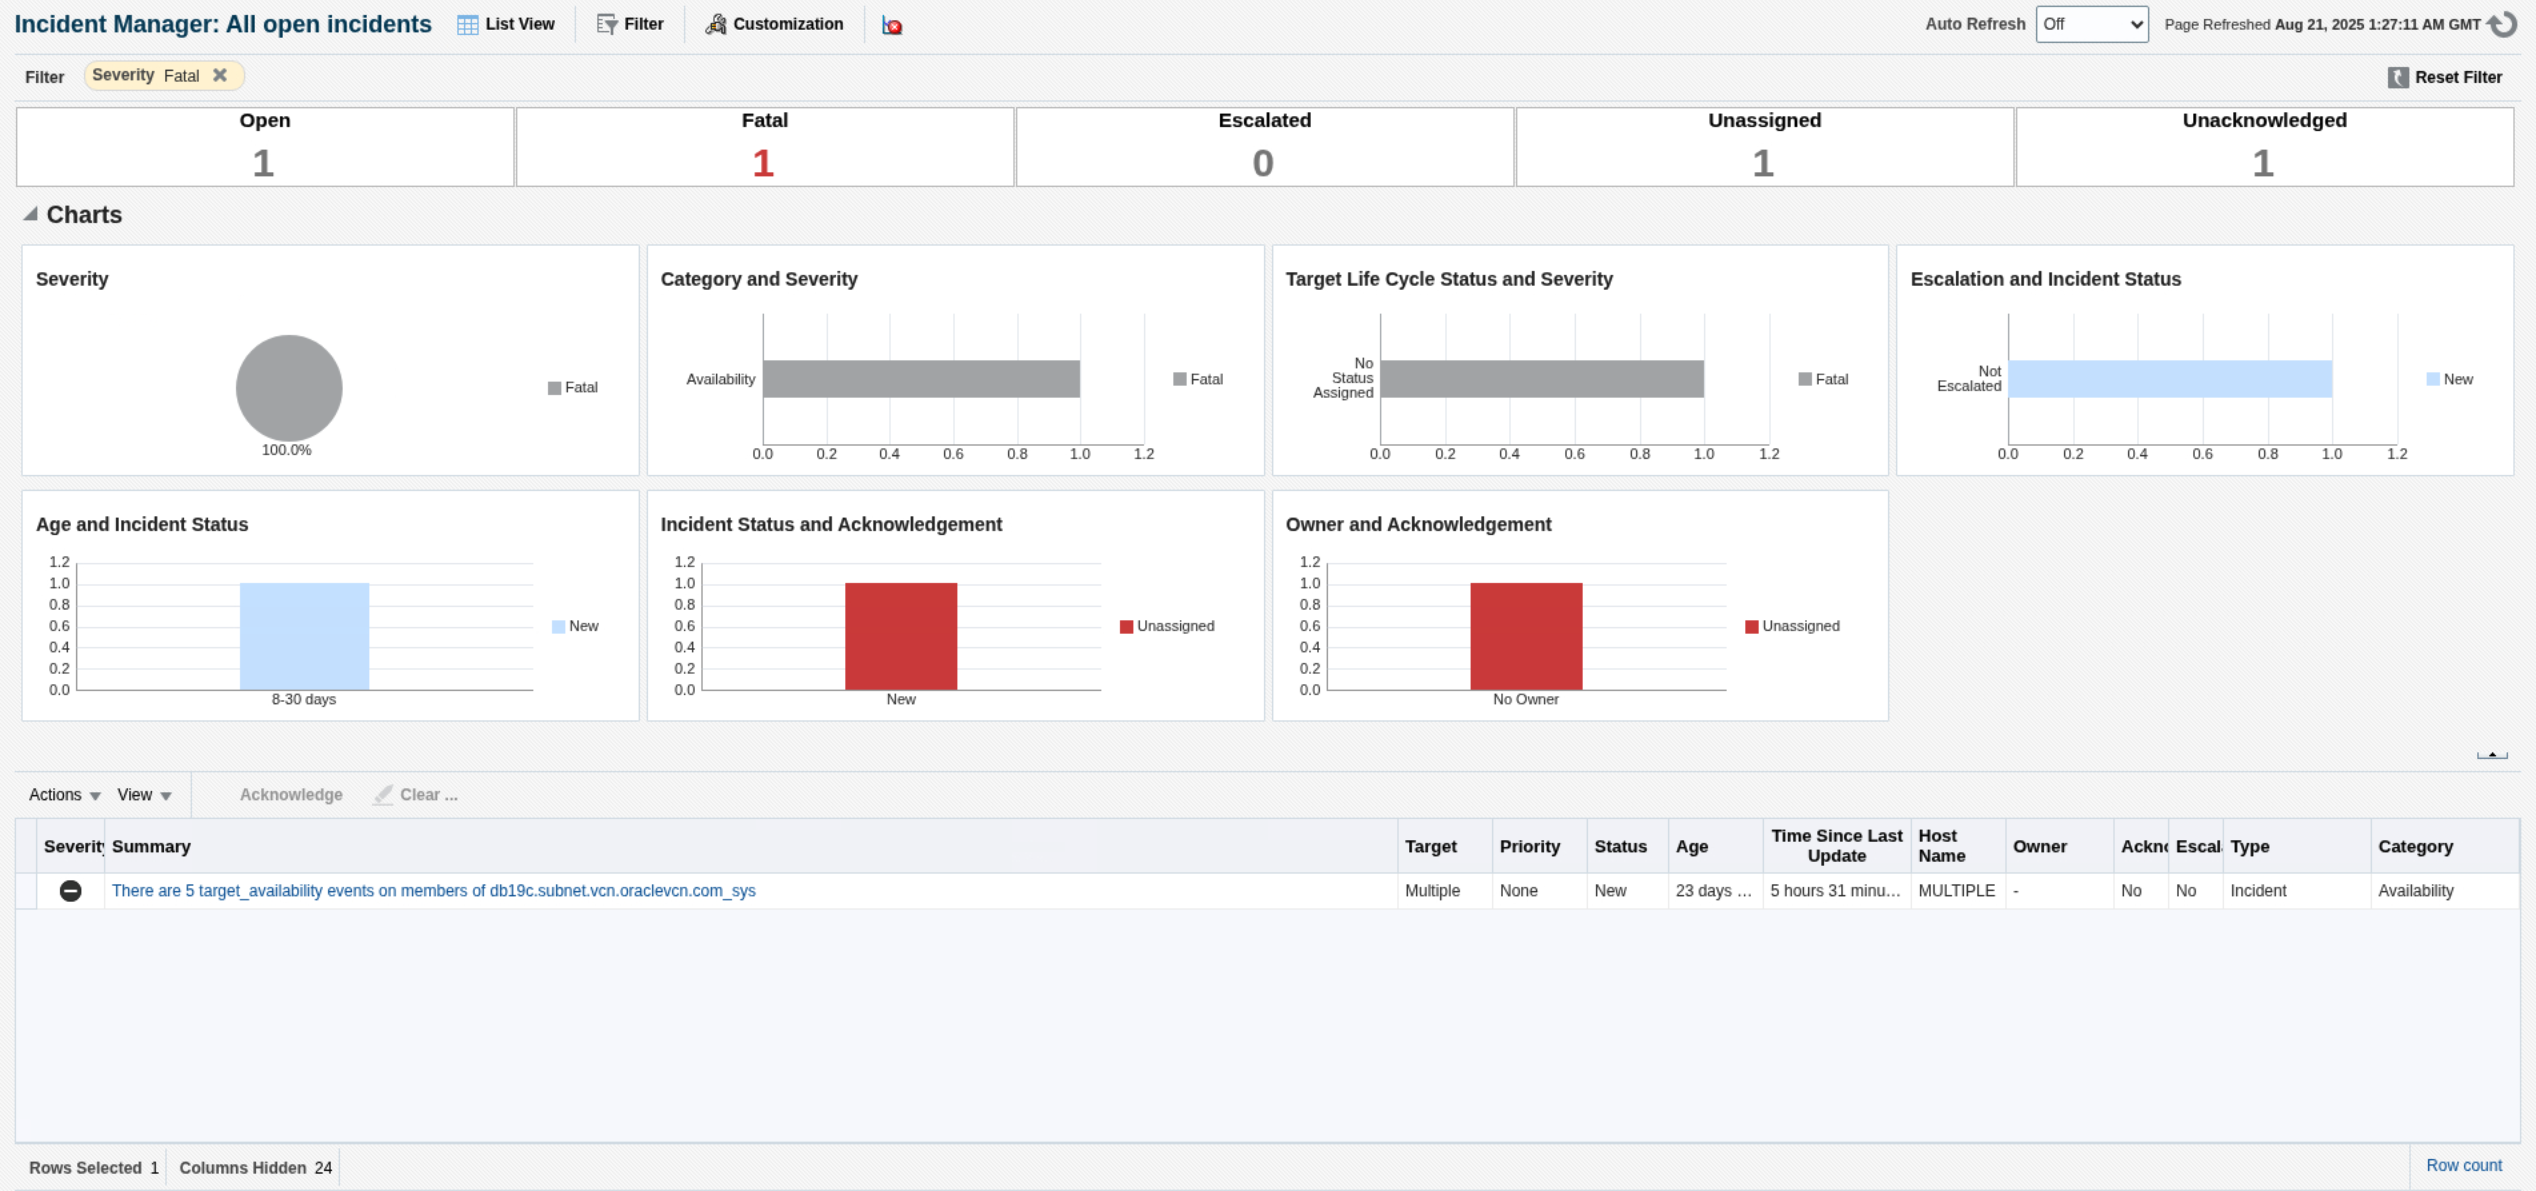 Incident Manager: All open incidents
List View
Filter
Customization
Auto Refresh
Off
Page Refreshed Aug 21, 2025 1:27:11 AM GMT
Filter
Severity Fatal
Reset Filter
Open
1
Fatal
1
Escalated
0
Unassigned
1
Unacknowledged
1
Charts
Severity
100.0%
Fatal
Category and Severity
Availability
0.0 0.2 0.4 0.6 0.8 1.0 1.2
Fatal
Target Life Cycle Status and Severity
No
Status
Assigned
0.0 0.2 0.4 0.6 0.8 1.0 1.2
Fatal
Escalation and Incident Status
Not
Escalated
0.0 0.2 0.4 0.6 0.8 1.0 1.2
New
Age and Incident Status
1.2
1.0
0.8
0.6
0.4
0.2
0.0
8-30 days
New
Incident Status and Acknowledgement
1.2
1.0
0.8
0.6
0.4
0.2
0.0
New
Unassigned
Owner and Acknowledgement
1.2
1.0
0.8
0.6
0.4
0.2
0.0
No Owner
Unassigned
Actions View Acknowledge Clear ...
Severity Summary Target Priority Status Age Time Since Last Update Host Name Owner Ackno Escal Type Category
There are 5 target_availability events on members of db19c.subnet.vcn.oraclevcn.com_sys Multiple None New 23 days ... 5 hours 31 minu... MULTIPLE - No No Incident Availability
Rows Selected 1 Columns Hidden 24
Row count